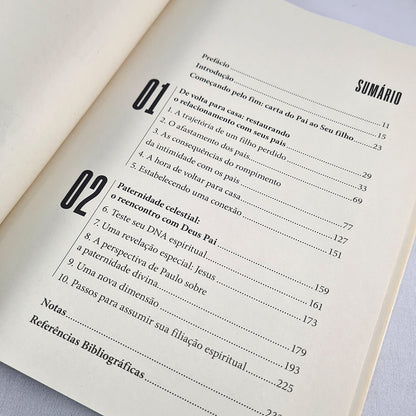 SUMÁRIO
Prefácio
Introdução 11
Começando pelo fim: carta do Pai ao Seu filho 15
23
01
De volta para casa: restaurando
o relacionamento com seus pais
1. A trajetória de um filho perdido 29
2. O afastamento dos pais 33
3. As consequências do rompimento
da intimidade com os pais 69
4. A hora de voltar para casa 77
5. Estabelecendo uma conexão 127
151
02
Paternidade celestial:
o reencontro com Deus Pai
6. Teste seu DNA espiritual 159
7. Uma revelação especial: Jesus 161
8. A perspectiva de Paulo sobre 173
a paternidade divina
9. Uma nova dimensão 179
10. Passos para assumir sua filiação espiritual 193
Notas 225
Referências Bibliográficas 235